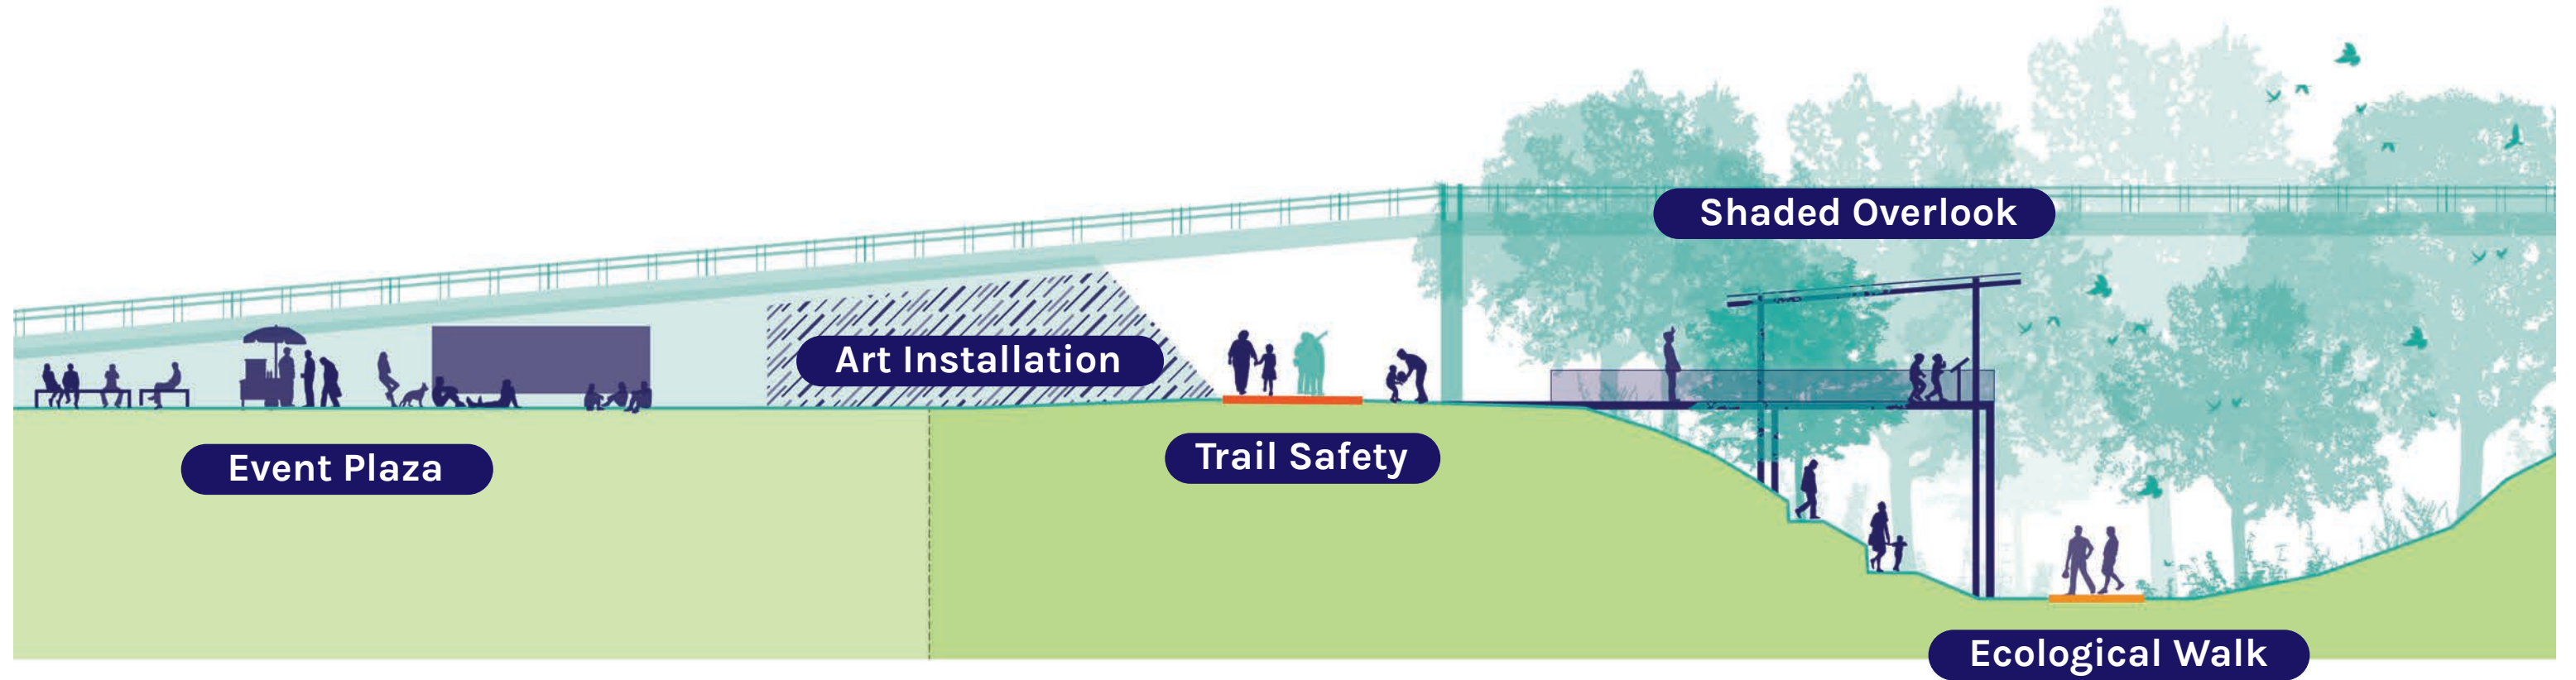 Shaded Overlook
Art Installation
Trail Safety
Event Plaza
Ecological Walk